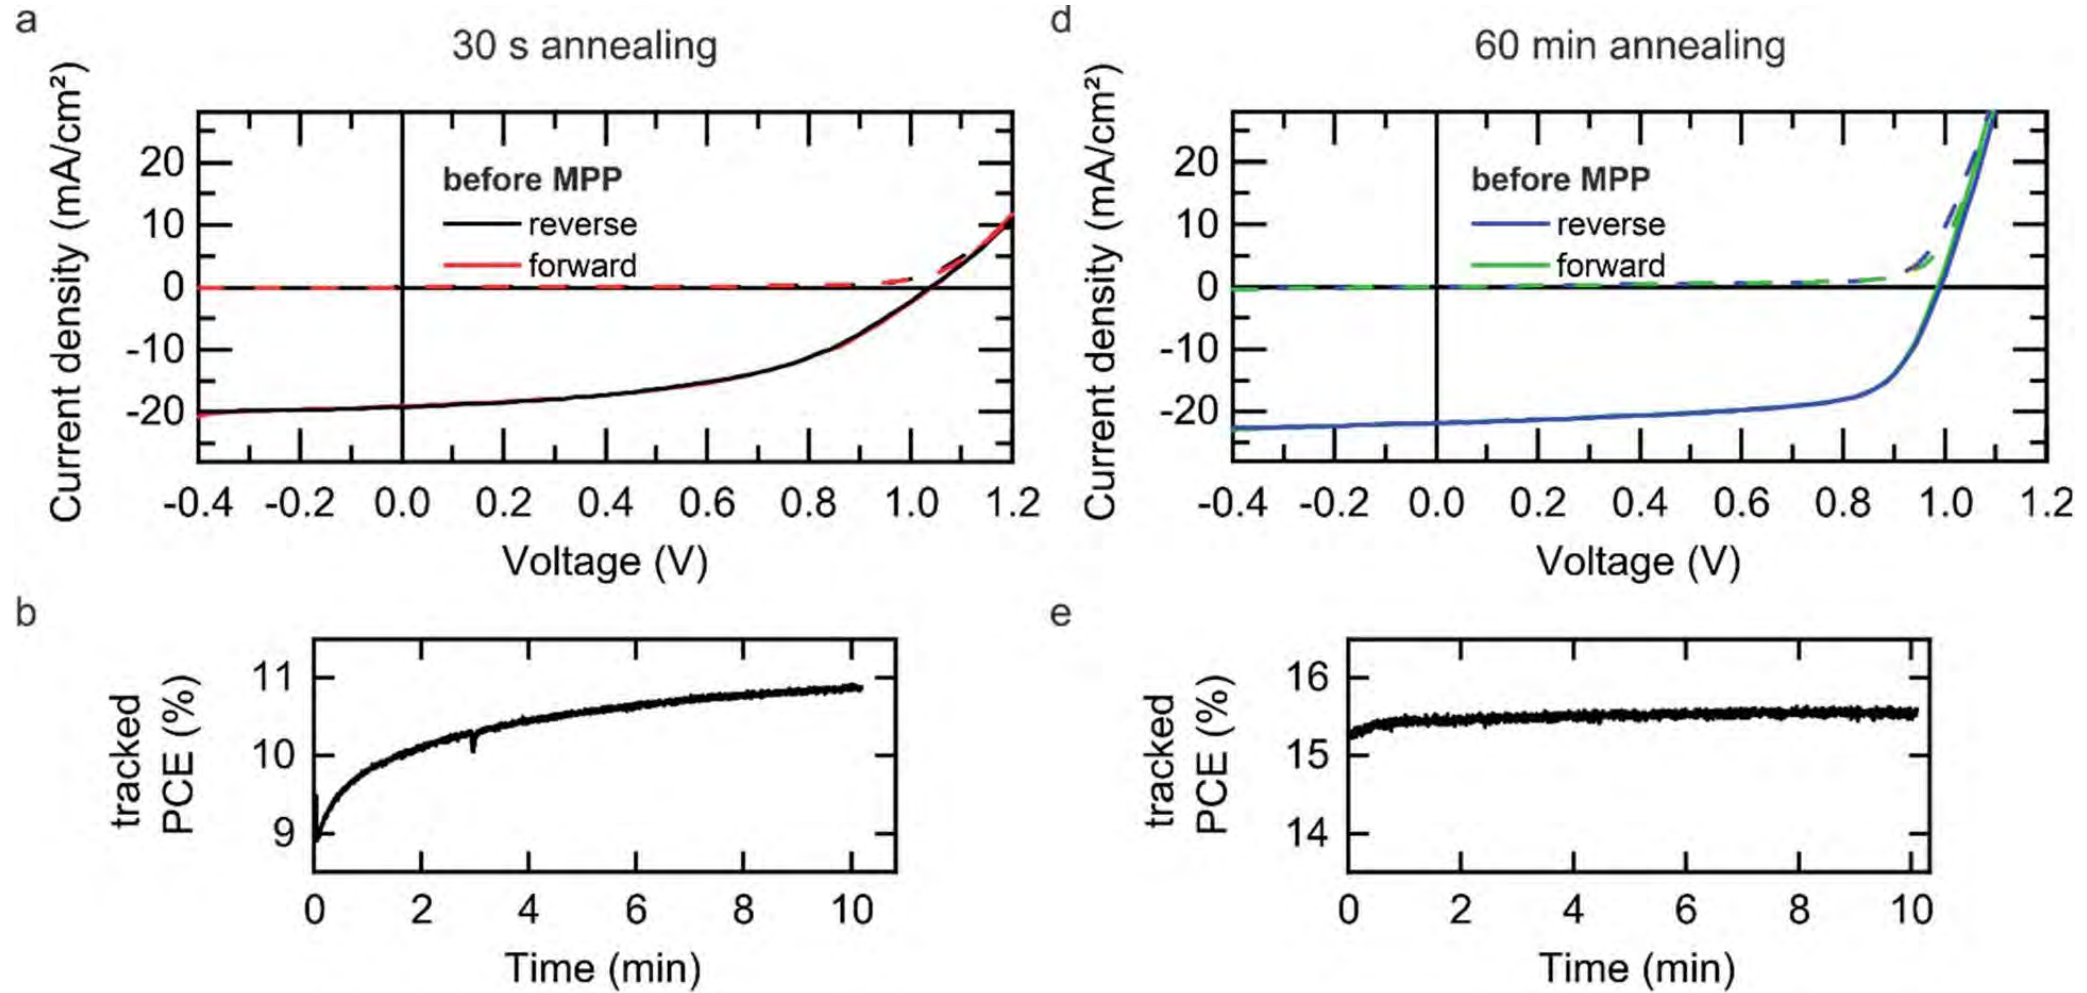 a
30 s annealing
Current density (mA/cm²)
20
10
0
-10
-20
before MPP
reverse
forward
-0.4 -0.2 0.0 0.2 0.4 0.6 0.8 1.0 1.2
Voltage (V)
d
60 min annealing
Current density (mA/cm²)
20
10
0
-10
-20
before MPP
reverse
forward
-0.4 -0.2 0.0 0.2 0.4 0.6 0.8 1.0 1.2
Voltage (V)
b
tracked
PCE (%)
11
10
9
0 2 4 6 8 10
Time (min)
e
tracked
PCE (%)
16
15
14
0 2 4 6 8 10
Time (min)